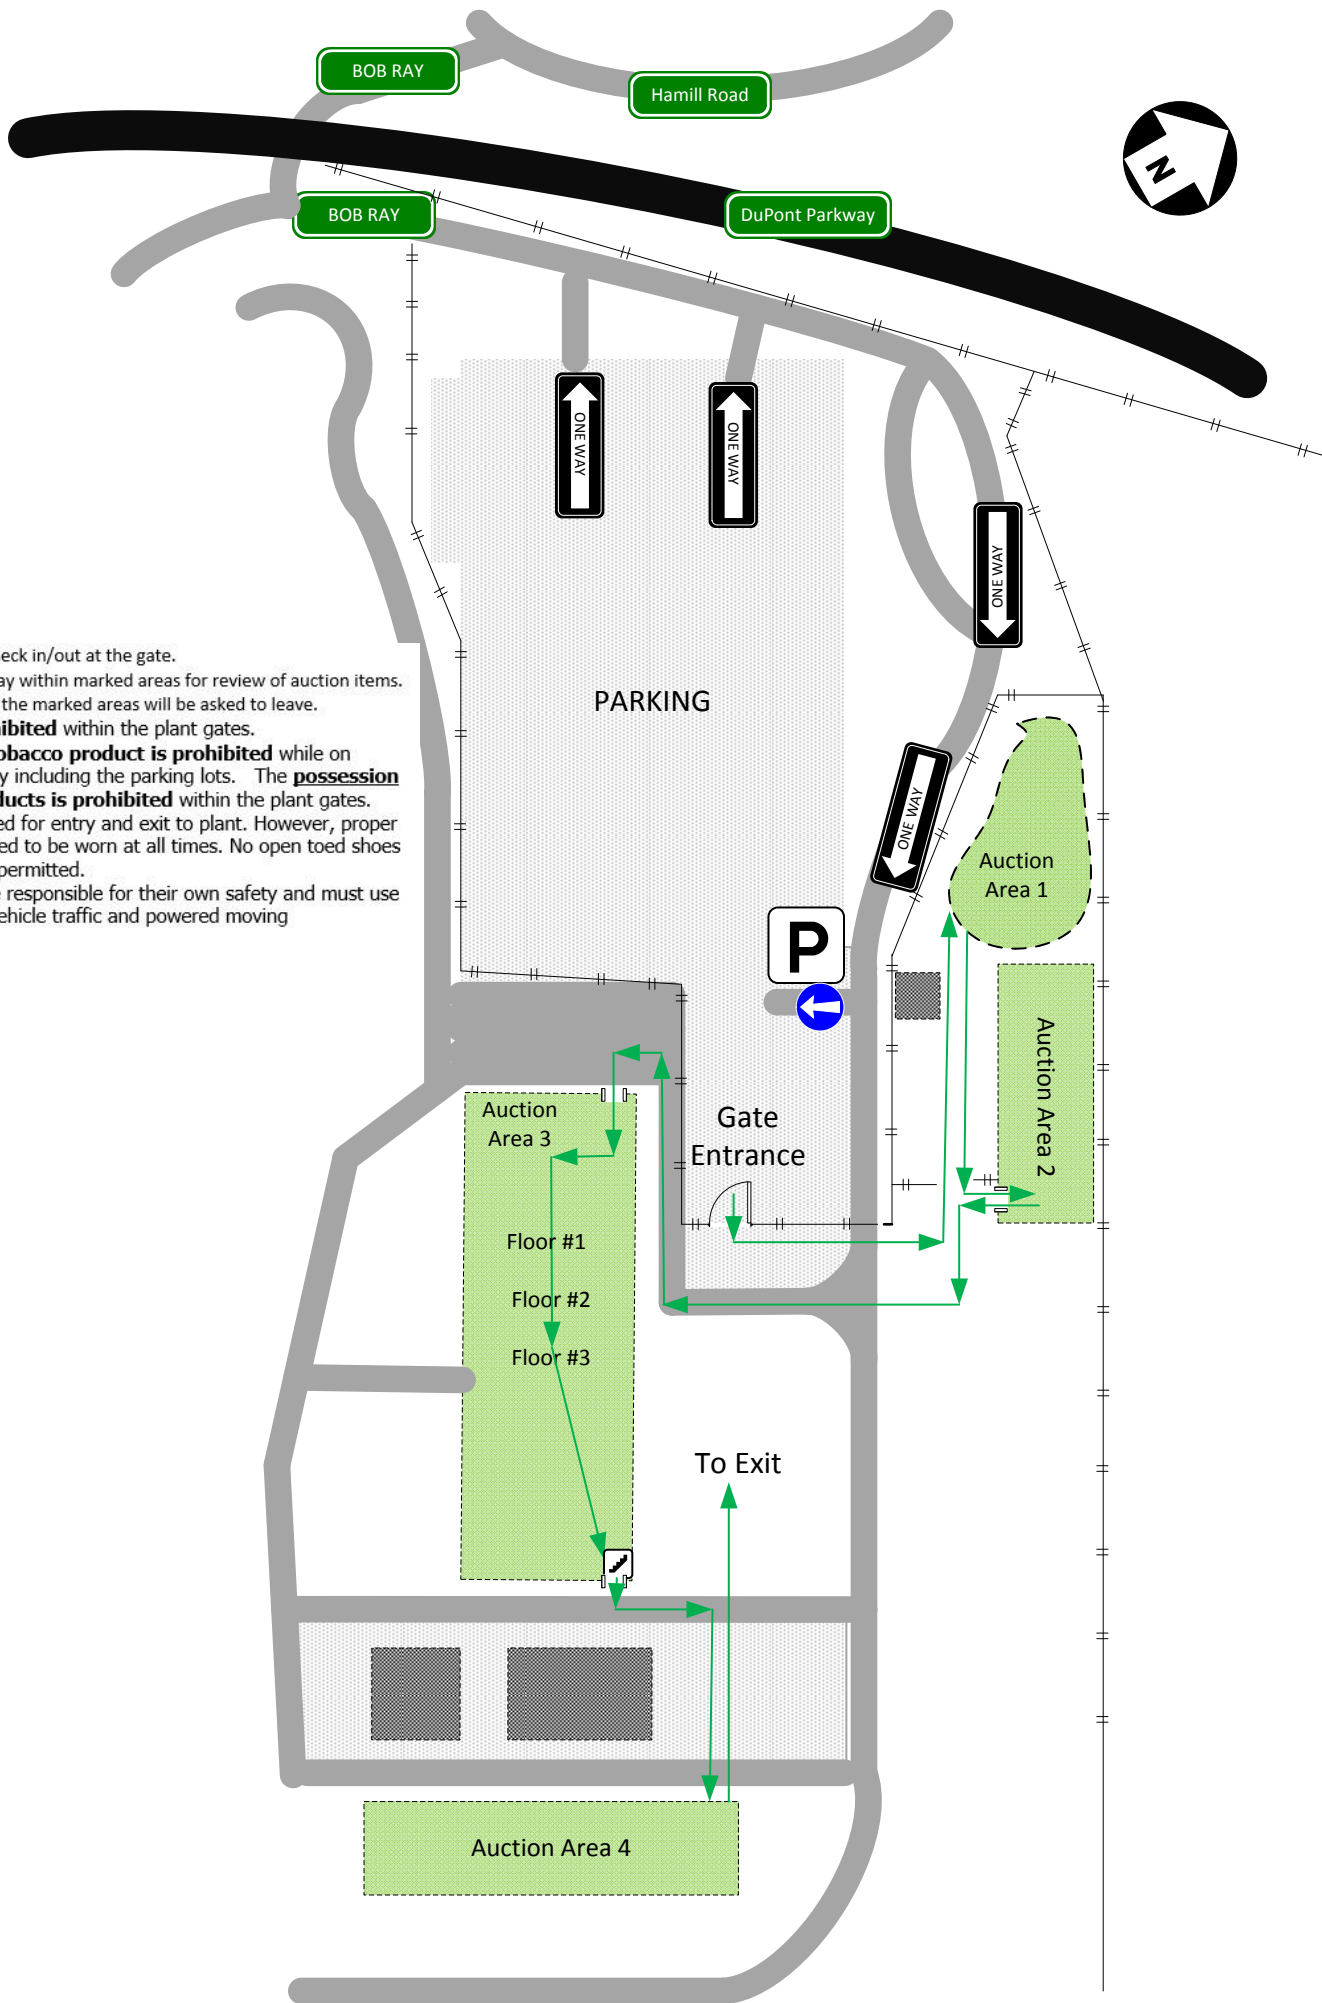 BOB RAY
Hamill Road
N
BOB RAY
DuPont Parkway
ONE WAY
ONE WAY
ONE WAY
eck in/out at the gate.
ay within marked areas for review of auction items.
the marked areas will be asked to leave.
ibited within the plant gates.
obacco product is prohibited while on
y including the parking lots. The possession
ducts is prohibited within the plant gates.
ed for entry and exit to plant. However, proper
ed to be worn at all times. No open toed shoes
permitted.
e responsible for their own safety and must use
ehicle traffic and powered moving
PARKING
ONE WAY
Auction
Area 1
P
Auction Area 2
Auction
Area 3
Gate
Entrance
Floor #1
Floor #2
Floor #3
To Exit
Auction Area 4